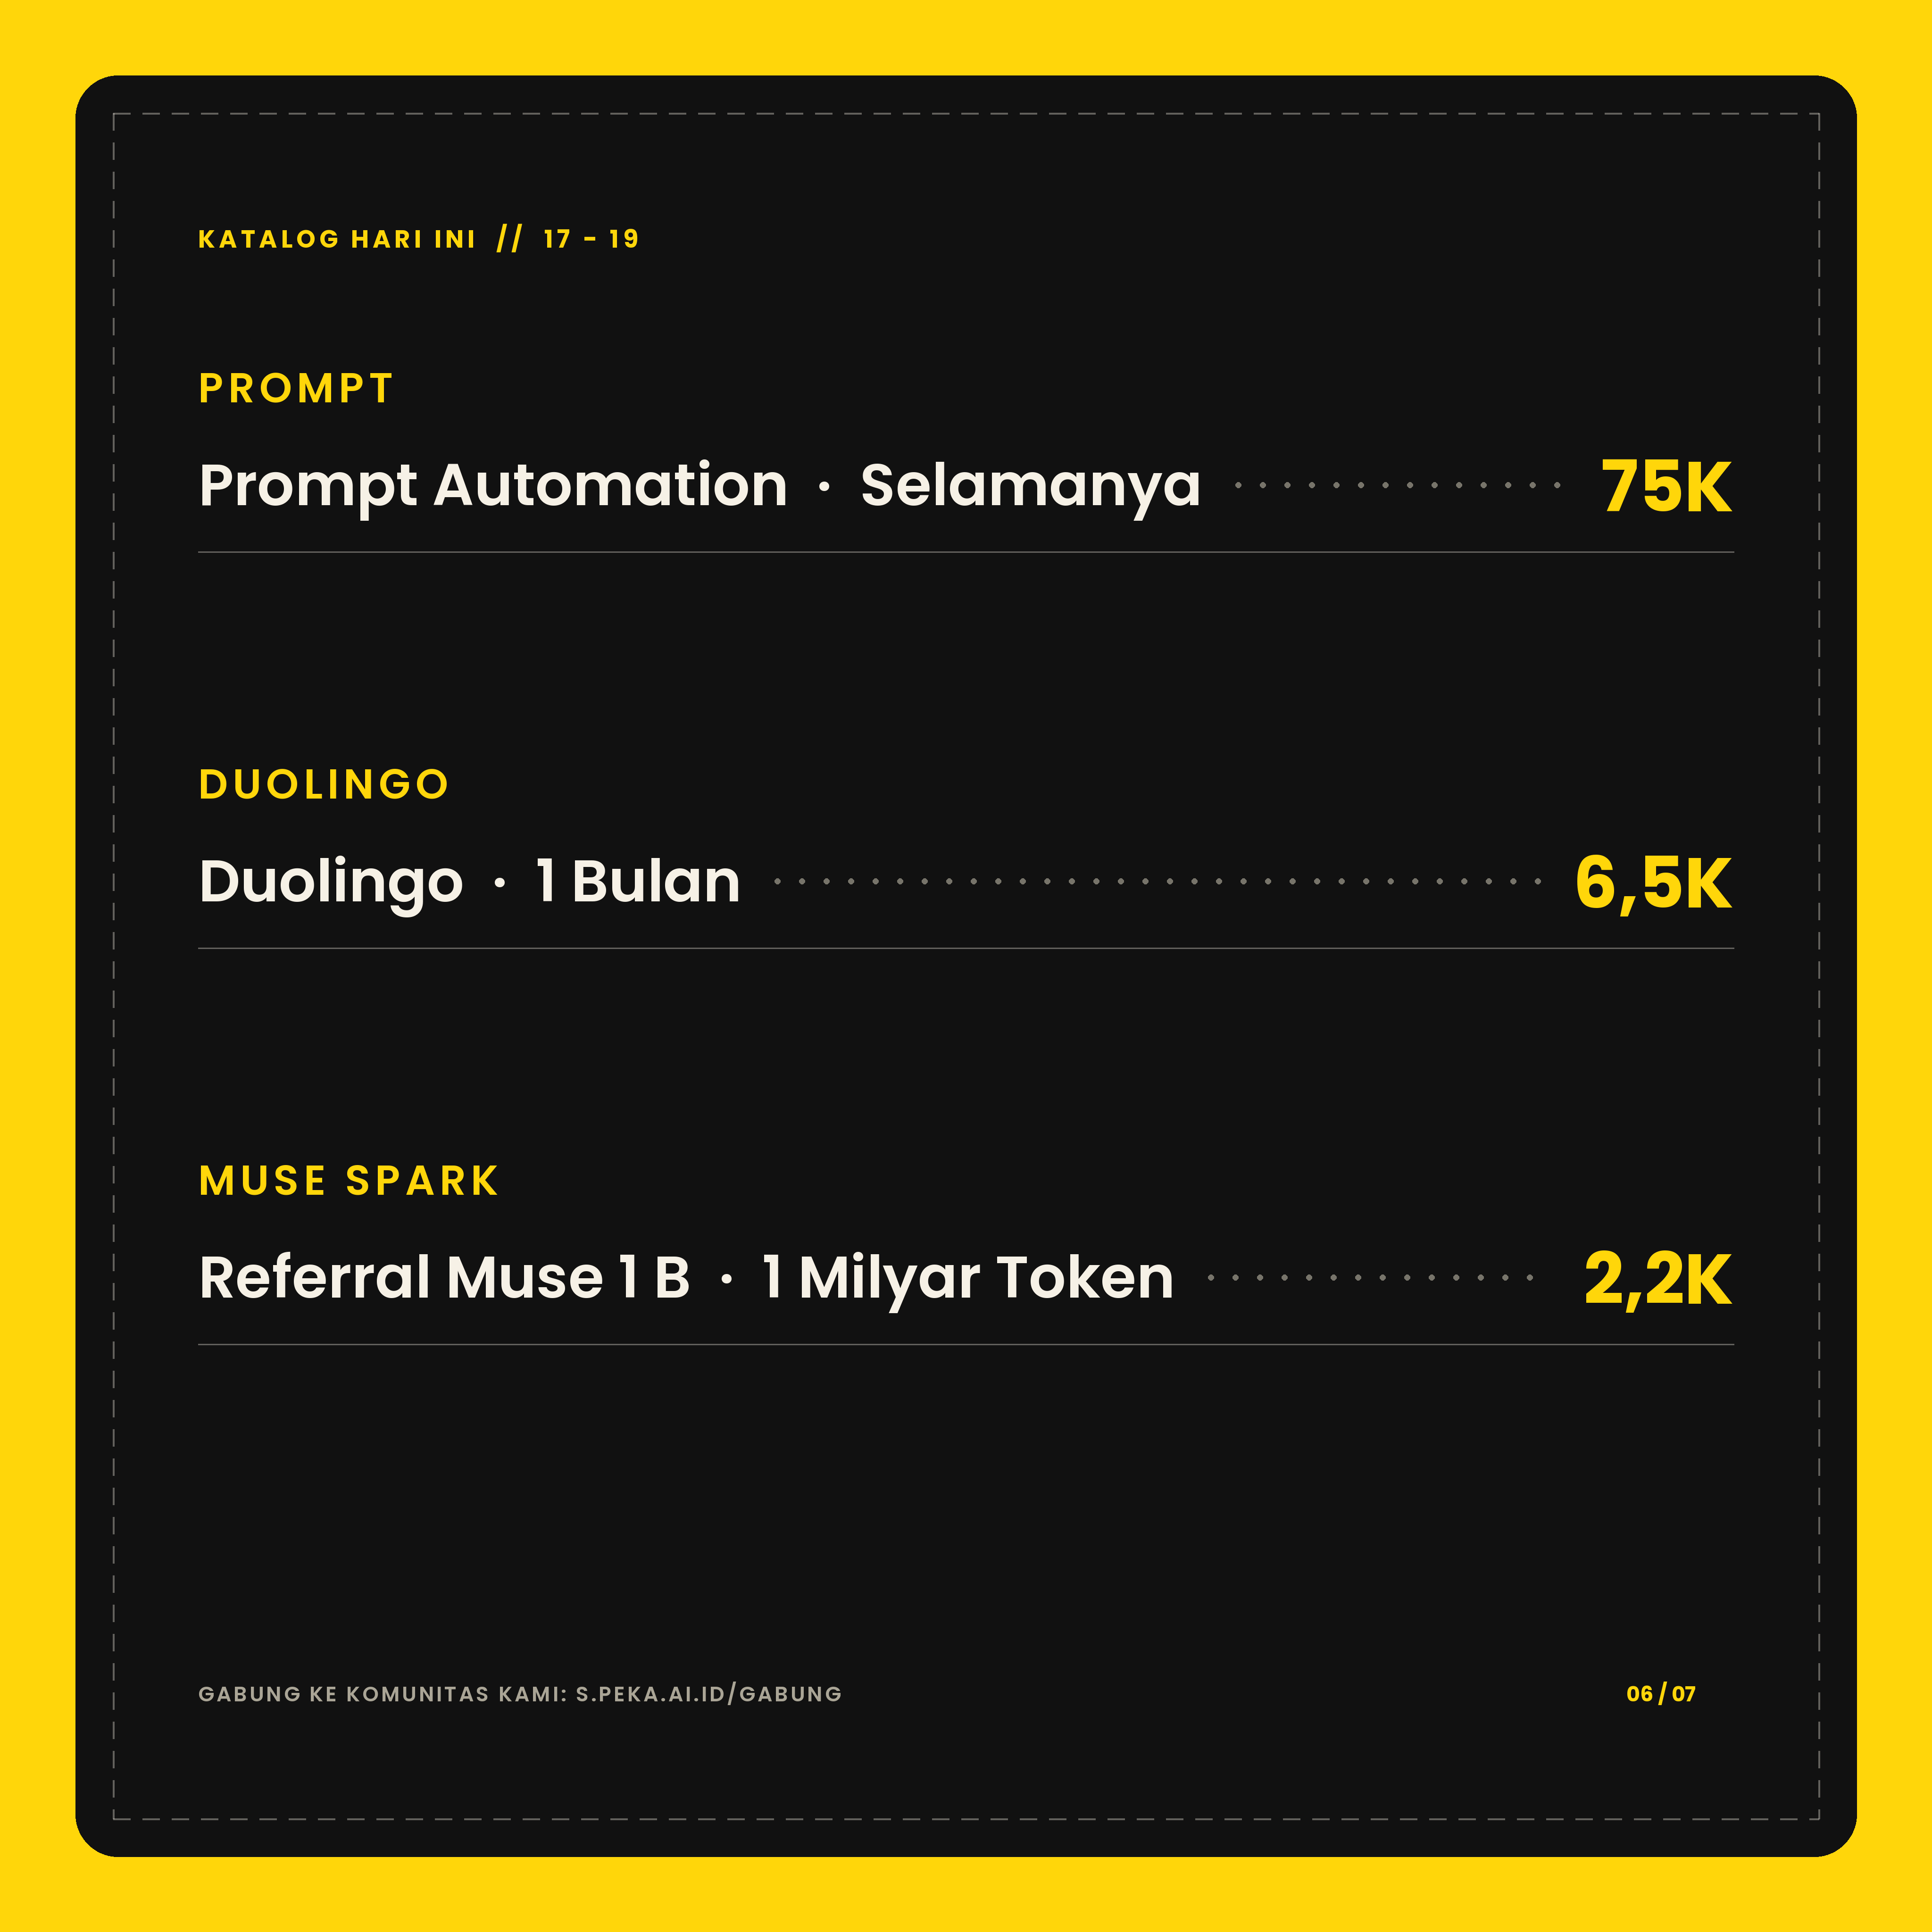 KATALOG HARI INI // 17 - 19
PROMPT
Prompt Automation · Selamanya 75K
DUOLINGO
Duolingo · 1 Bulan 6,5K
MUSE SPARK
Referral Muse 1 B · 1 Milyar Token 2,2K
GABUNG KE KOMUNITAS KAMI: S.PEKA.AI.ID/GABUNG 06 / 07